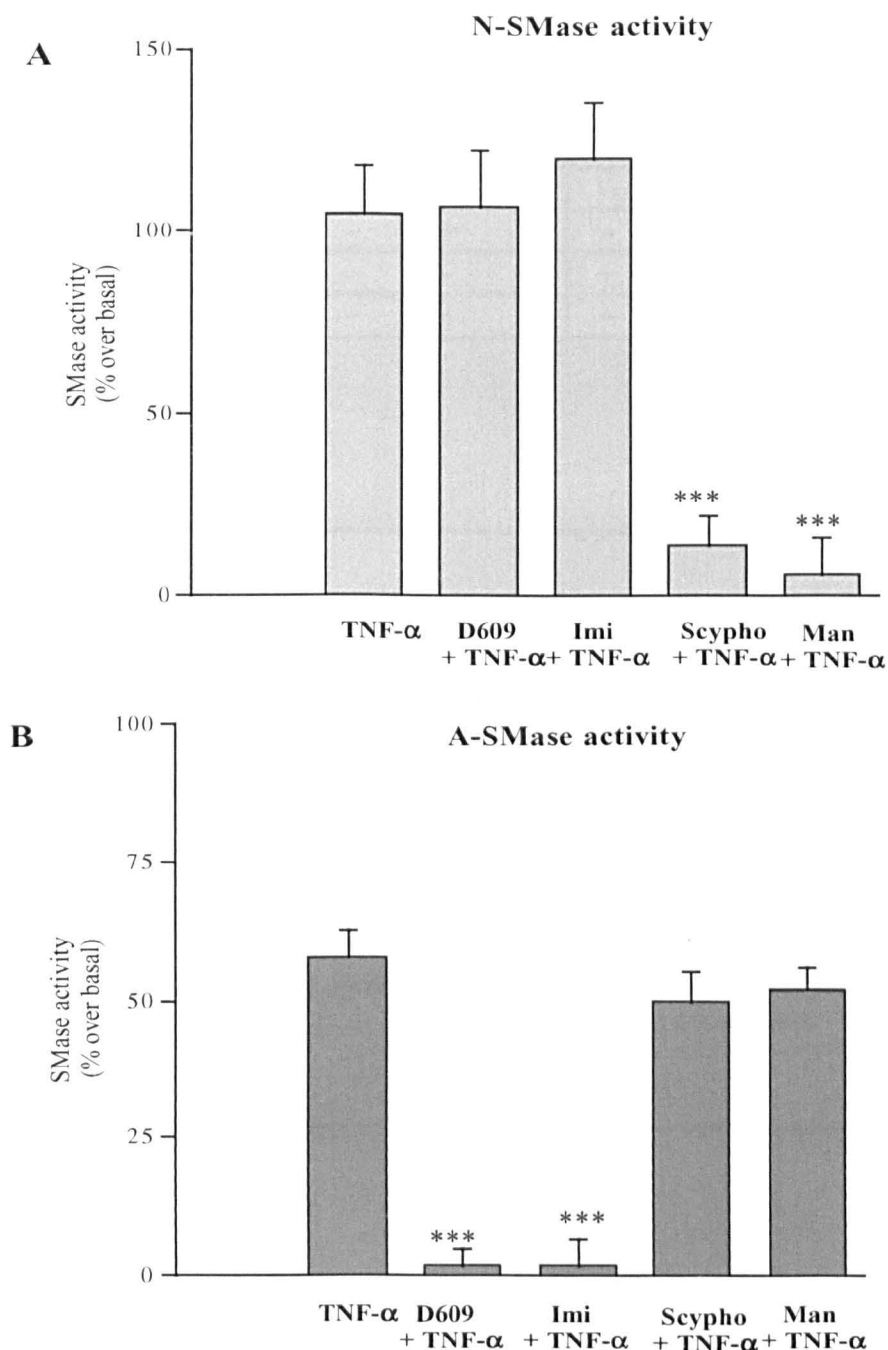 N-SMase activity
A
150
100
50
0
SMase activity
(% over basal)
***
***
TNF-α D609 Imi Scypho Man
+ TNF-α + TNF-α + TNF-α + TNF-α
B
A-SMase activity
100
75
50
25
0
SMase activity
(% over basal)
***
***
TNF-α D609 Imi Scypho Man
+ TNF-α + TNF-α + TNF-α + TNF-α